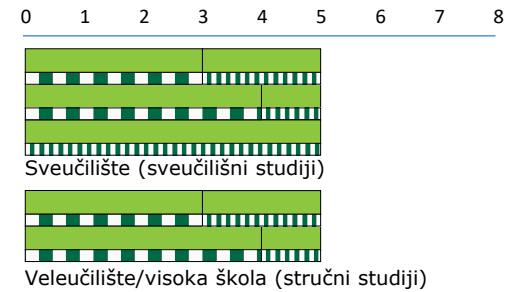 0 1 2 3 4 5 6 7 8
Sveučilište (sveučilišni studiji)
Veleučilište/visoka škola (stručni studiji)